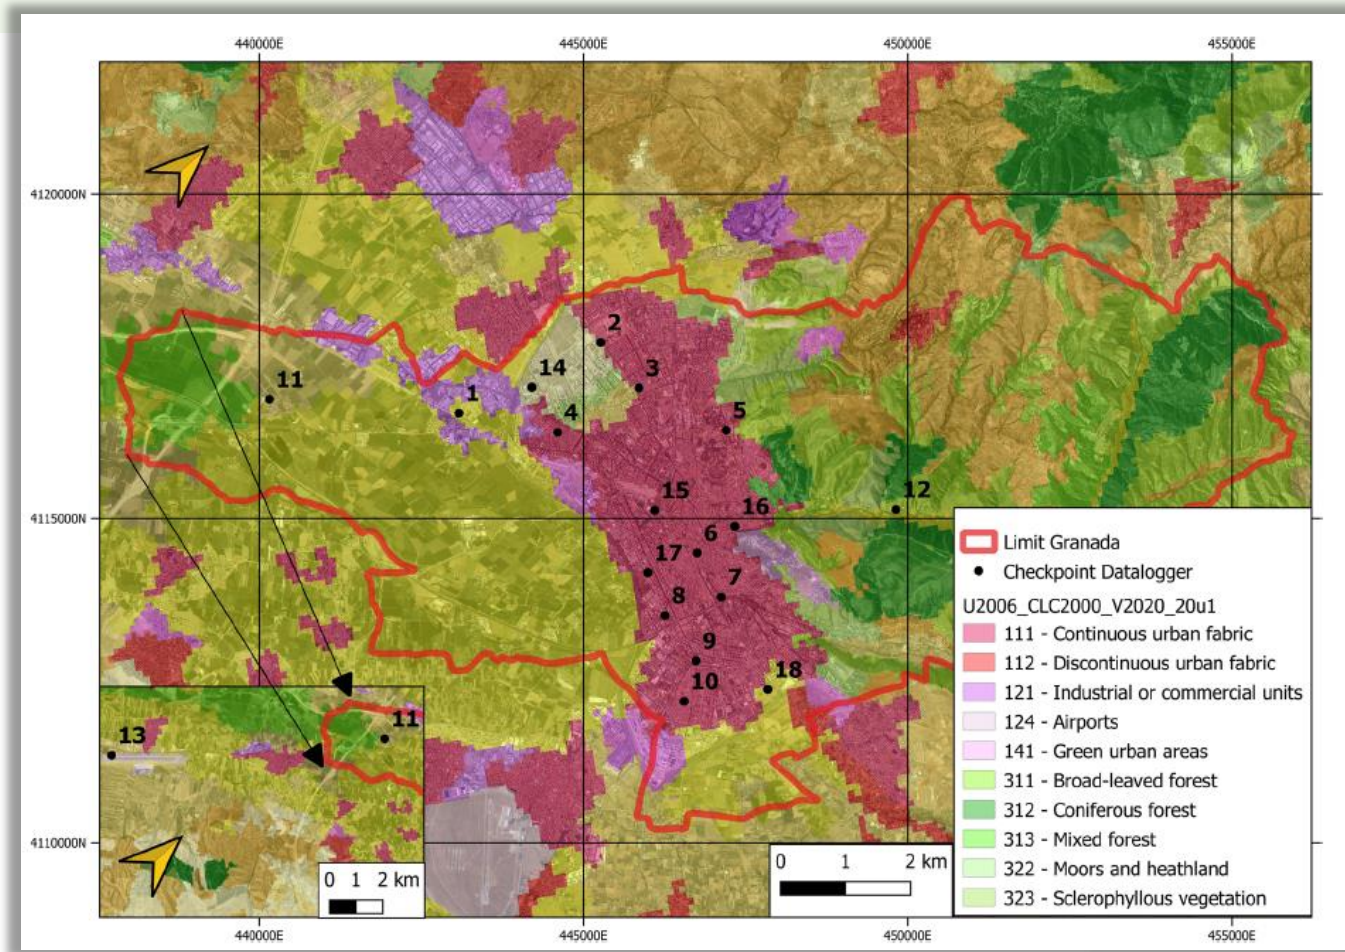 440000E 445000E 450000E 455000E
4120000N
2
11 14 3
1
4 5
12
15
16
6
17
7
4115000N
8
9
18
10
Limit Granada
Checkpoint Datalogger
U2006_CLC2000_V2020_20u1
111 - Continuous urban fabric
112 - Discontinuous urban fabric
121 - Industrial or commercial units
124 - Airports
141 - Green urban areas
311 - Broad-leaved forest
312 - Coniferous forest
313 - Mixed forest
322 - Moors and heathland
323 - Sclerophyllous vegetation
13 11
0 1 2 km
4110000N
0 1 2 km
440000E 445000E 450000E 455000E